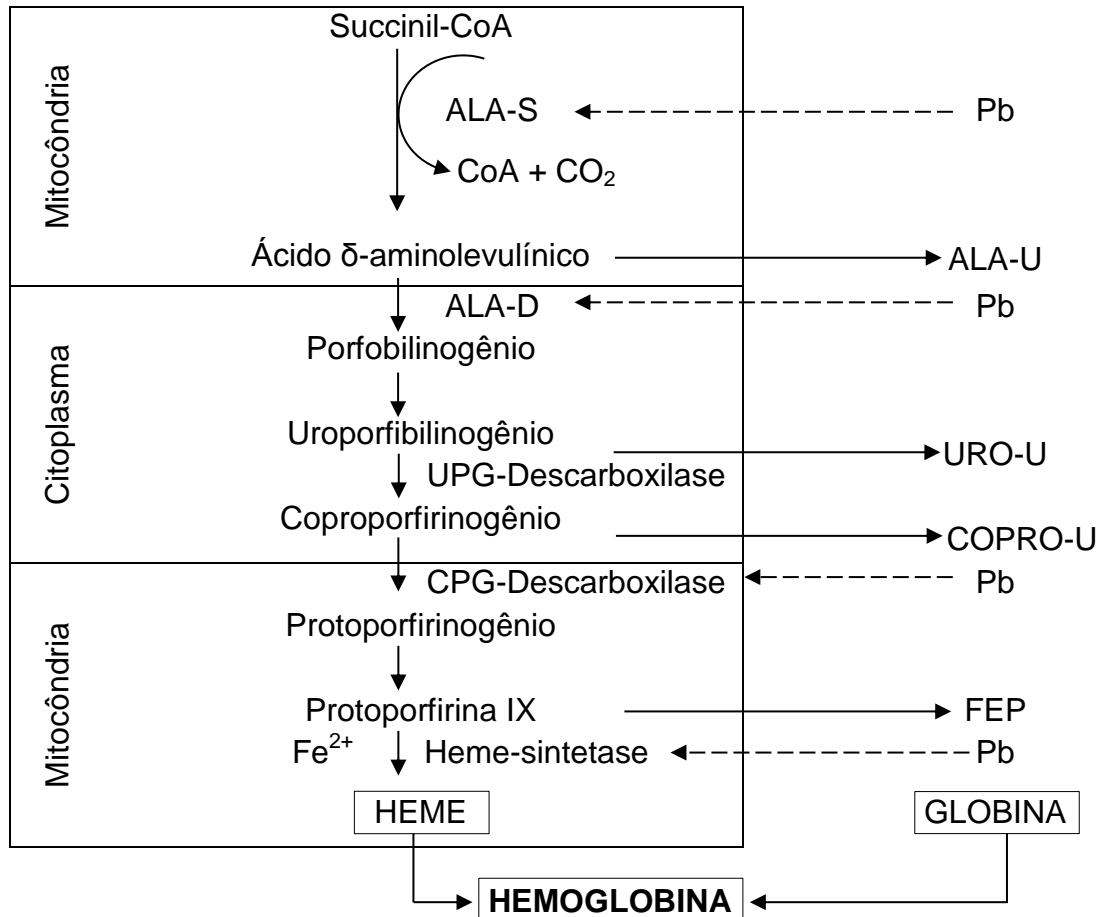 Succinil-CoA
Mitocôndria
ALA-S
Pb
CoA + CO₂
Ácido δ-aminolevulínico
ALA-U
Citoplasma
ALA-D
Pb
Porfobilinogênio
Uroporfibilinogênio
URO-U
UPG-Descarboxilase
Coproporfirinogênio
COPRO-U
Mitocôndria
CPG-Descarboxilase
Pb
Protoporfirinogênio
Protoporfirina IX
FEP
Fe²⁺
Heme-sintetase
Pb
HEME
GLOBINA
HEMOGLOBINA